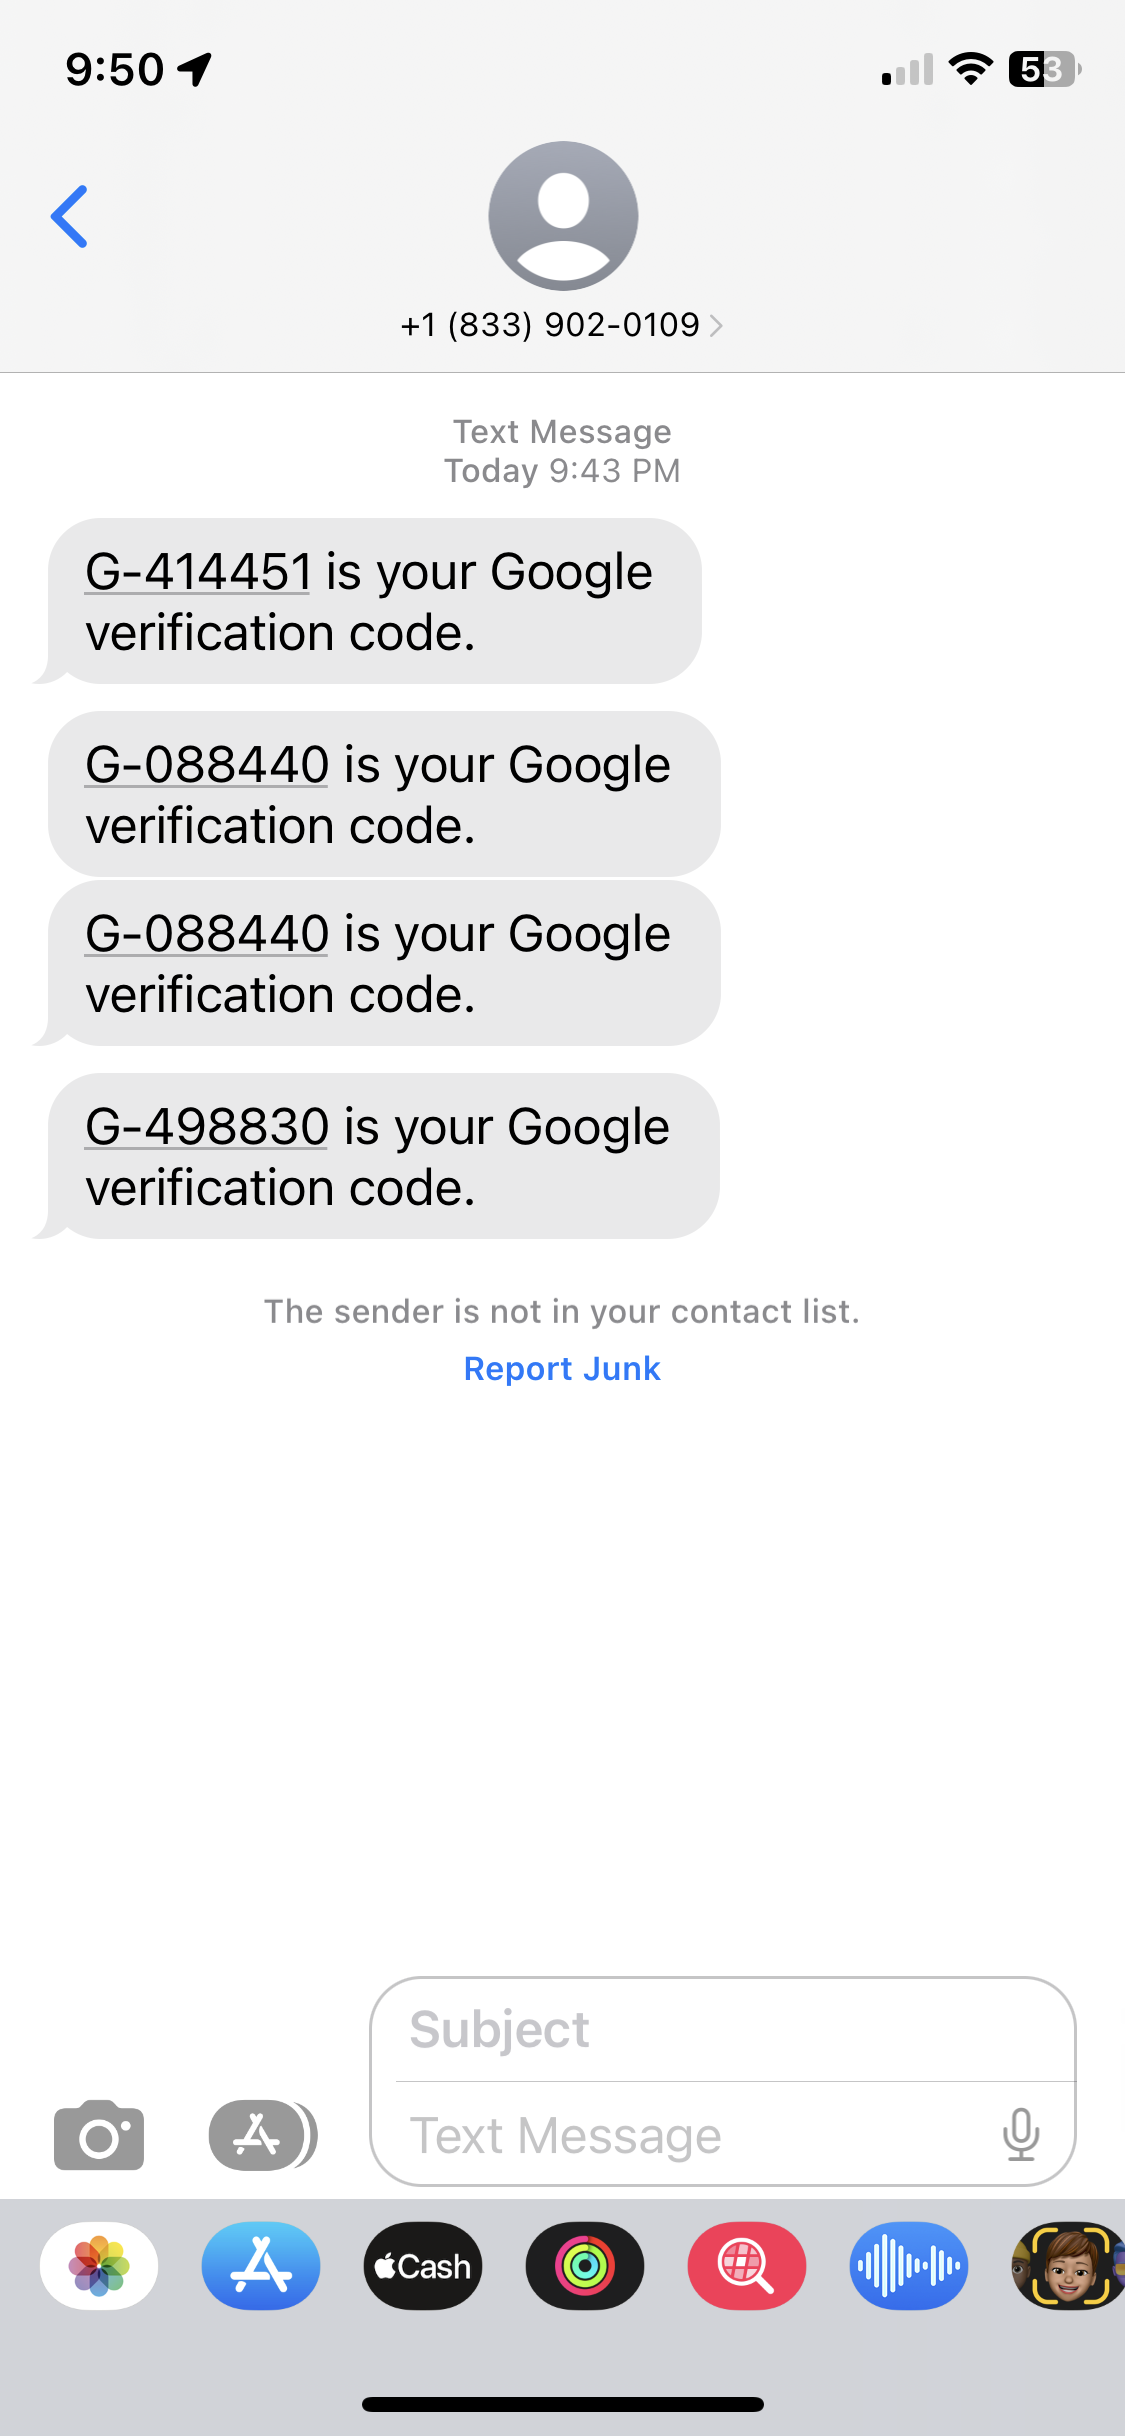 9:50
53
+1 (833) 902-0109
Text Message
Today 9:43 PM
G-414451 is your Google
verification code.
G-088440 is your Google
verification code.
G-088440 is your Google
verification code.
G-498830 is your Google
verification code.
The sender is not in your contact list.
Report Junk
Subject
Text Message
Cash